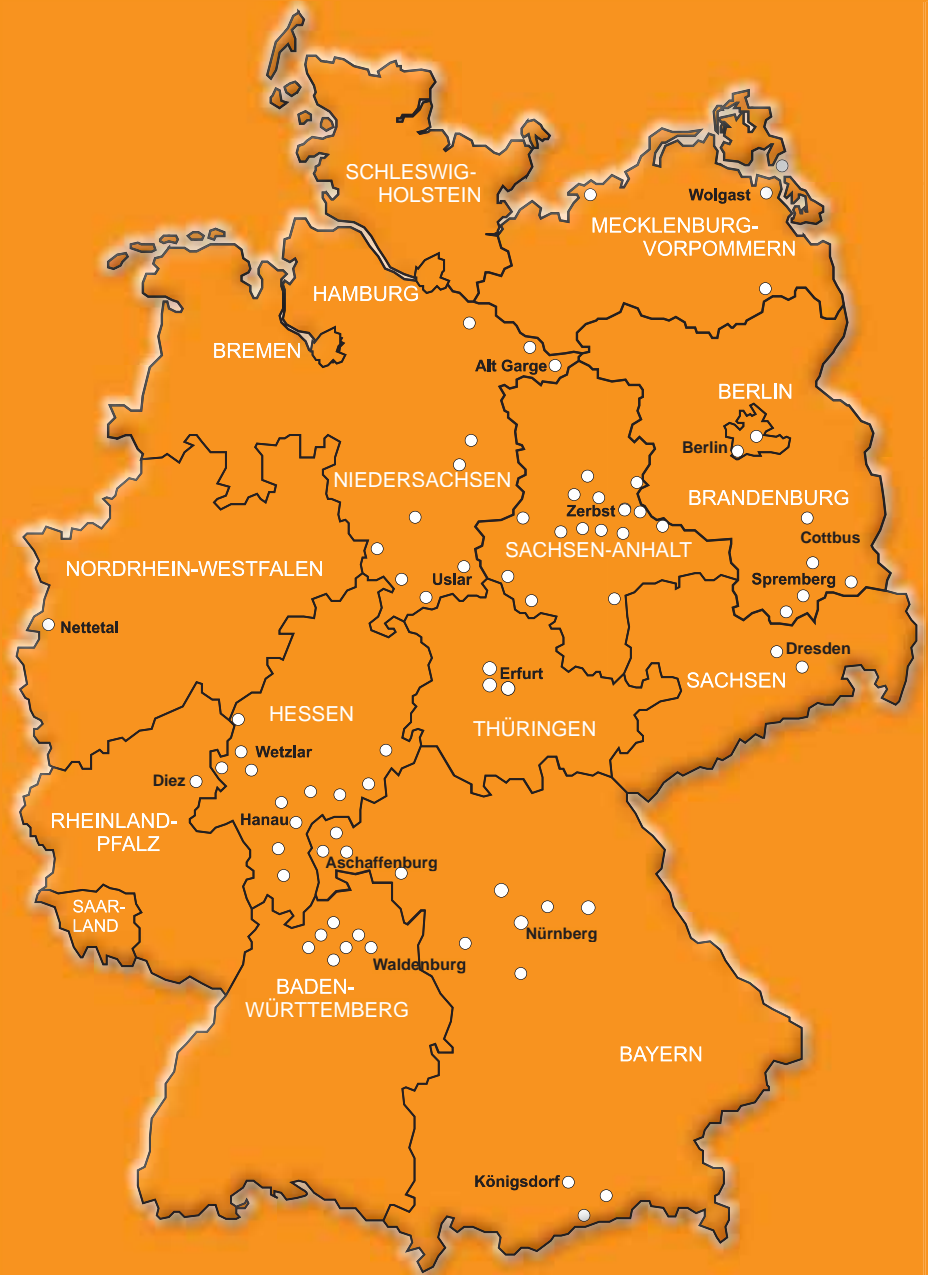 SCHLESWIG-
HOLSTEIN
Wolgast
MECKLENBURG-
VORPOMMERN
HAMBURG
BREMEN
Alt Garge
BERLIN
Berlin
NIEDERSACHSEN
BRANDENBURG
Zerbst
Cottbus
SACHSEN-ANHALT
NORDRHEIN-WESTFALEN
Uslar
Spremberg
Nettetal
Dresden
Erfurt
SACHSEN
HESSEN
THÜRINGEN
Wetzlar
Diez
RHEINLAND-
PFALZ
Hanau
Aschaffenburg
SAAR-
LAND
Nürnberg
Waldenburg
BADEN-
WÜRTTEMBERG
BAYERN
Königsdorf